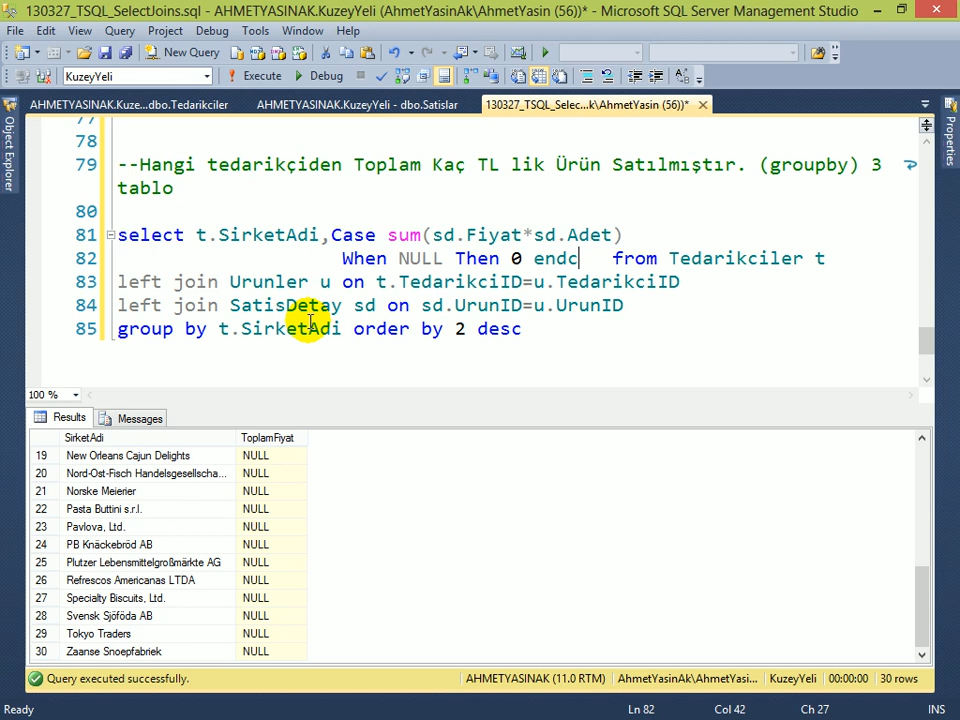 130327_TSQL_SelectJoins.sql - AHMETYASINAK.KuzeyYeli (AhmetYasinAk\AhmetYasin (56))* - Microsoft SQL Server Management Studio
File Edit View Query Project Debug Tools Window Help
New Query
KuzeyYeli Execute Debug
AHMETYASINAK.Kuze...dbo.Tedarikciler AHMETYASINAK.KuzeyYeli - dbo.Satislar 130327_TSQL_Selec...k\AhmetYasin (56))*
Object Explorer
Properties
77
78
79 --Hangi tedarikçiden Toplam Kaç TL lik Ürün Satılmıştır. (groupby) 3
tablo
80
81 select t.SirketAdi,Case sum(sd.Fiyat*sd.Adet)
82 When NULL Then 0 endc from Tedarikciler t
83 left join Urunler u on t.TedarikciID=u.TedarikciID
84 left join SatisDetay sd on sd.UrunID=u.UrunID
85 group by t.SirketAdi order by 2 desc
100 %
Results Messages
SirketAdi ToplamFiyat
19 New Orleans Cajun Delights NULL
20 Nord-Ost-Fisch Handelsgesellscha... NULL
21 Norske Meierier NULL
22 Pasta Buttini s.r.l. NULL
23 Pavlova, Ltd. NULL
24 PB Knäckebröd AB NULL
25 Plutzer Lebensmittelgroßmärkte AG NULL
26 Refrescos Americanas LTDA NULL
27 Specialty Biscuits, Ltd. NULL
28 Svensk Sjöföda AB NULL
29 Tokyo Traders NULL
30 Zaanse Snoepfabriek NULL
Query executed successfully. AHMETYASINAK (11.0 RTM) AhmetYasinAk\AhmetYasi... KuzeyYeli 00:00:00 30 rows
Ready Ln 82 Col 42 Ch 27 INS